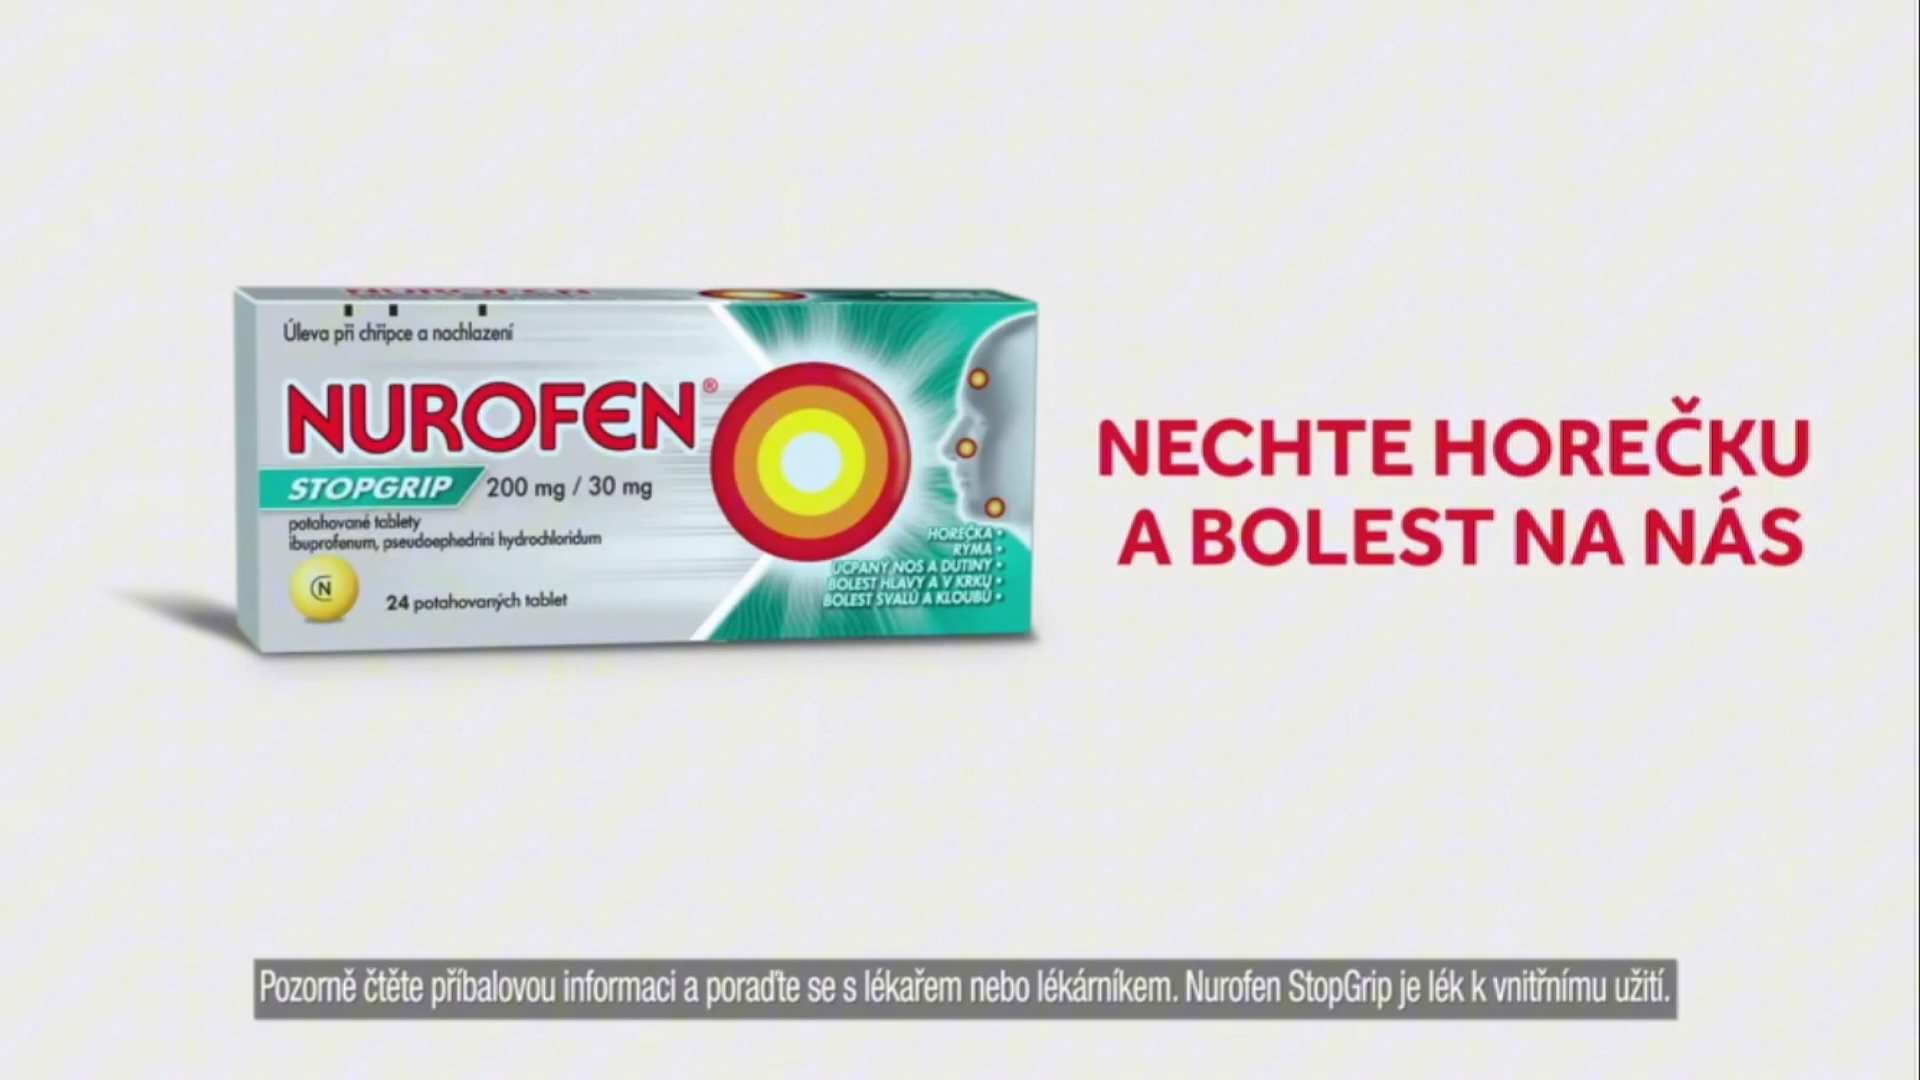 NUROFEN
Úleva při chřipce a nachlazení
NUROFEN®
STOPGRIP 200 mg / 30 mg
potahované tablety
ibuprofenum, pseudoephedrini hydrochloridum
N
24 potahovaných tablet
HOREČKA •
RÝMA •
UCPANÝ NOS A DUTINY •
BOLEST HLAVY A V KRKU •
BOLEST SVALŮ A KLOUBŮ •
NECHTE HOREČKU
A BOLEST NA NÁS
Pozorně čtěte příbalovou informaci a poraďte se s lékařem nebo lékárníkem. Nurofen StopGrip je lék k vnitřnímu užití.